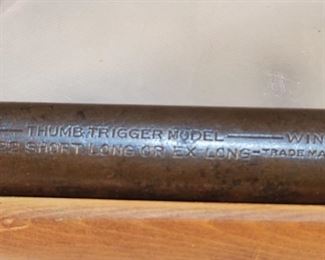 — THUMB TRIGGER MODEL — WIN
SHORT LONG OR EX. LONG – TRADE MA